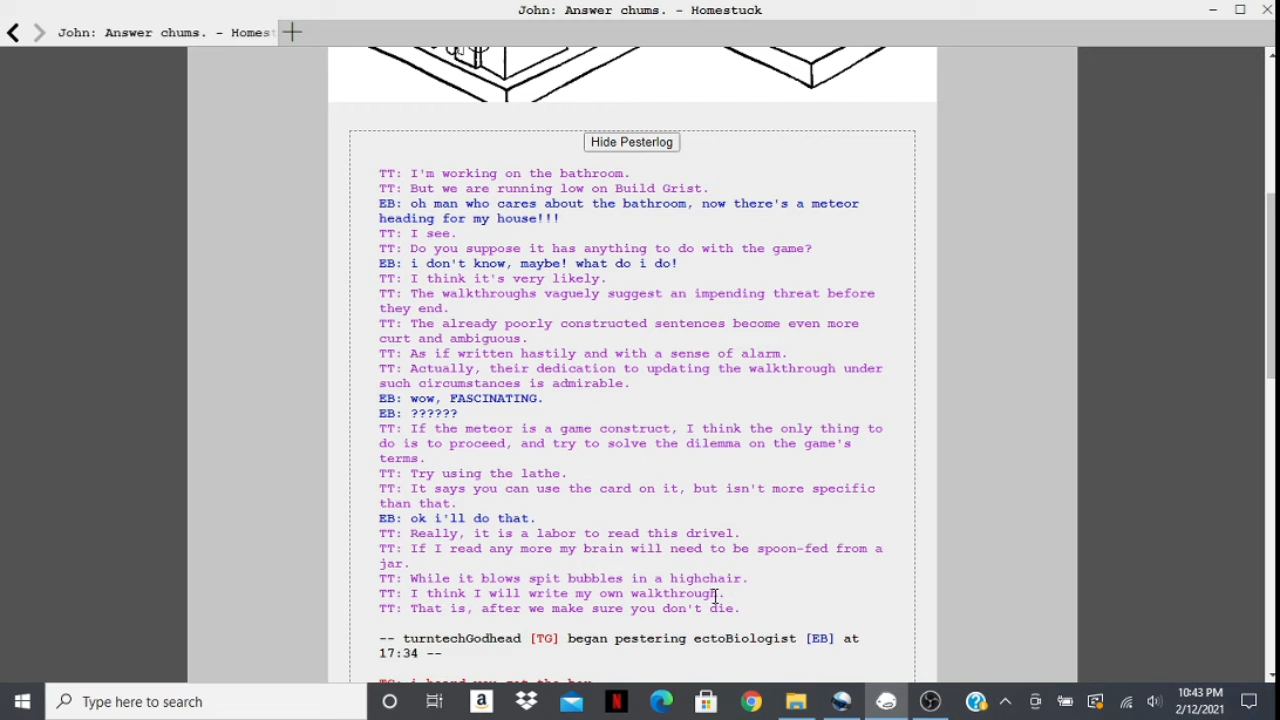 John: Answer chums. - Homestuck
John: Answer chums. - Homest
Hide Pesterlog
TT: I'm working on the bathroom.
TT: But we are running low on Build Grist.
EB: oh man who cares about the bathroom, now there's a meteor
heading for my house!!!
TT: I see.
TT: Do you suppose it has anything to do with the game?
EB: i don't know, maybe! what do i do!
TT: I think it's very likely.
TT: The walkthroughs vaguely suggest an impending threat before
they end.
TT: The already poorly constructed sentences become even more
curt and ambiguous.
TT: As if written hastily and with a sense of alarm.
TT: Actually, their dedication to updating the walkthrough under
such circumstances is admirable.
EB: wow, FASCINATING.
EB: ??????
TT: If the meteor is a game construct, I think the only thing to
do is to proceed, and try to solve the dilemma on the game's
terms.
TT: Try using the lathe.
TT: It says you can use the card on it, but isn't more specific
than that.
EB: ok i'll do that.
TT: Really, it is a labor to read this drivel.
TT: If I read any more my brain will need to be spoon-fed from a
jar.
TT: While it blows spit bubbles in a highchair.
TT: I think I will write my own walkthrough.
TT: That is, after we make sure you don't die.
-- turntechGodhead [TG] began pestering ectoBiologist [EB] at
17:34 --
Type here to search
10:43 PM
2/12/2021